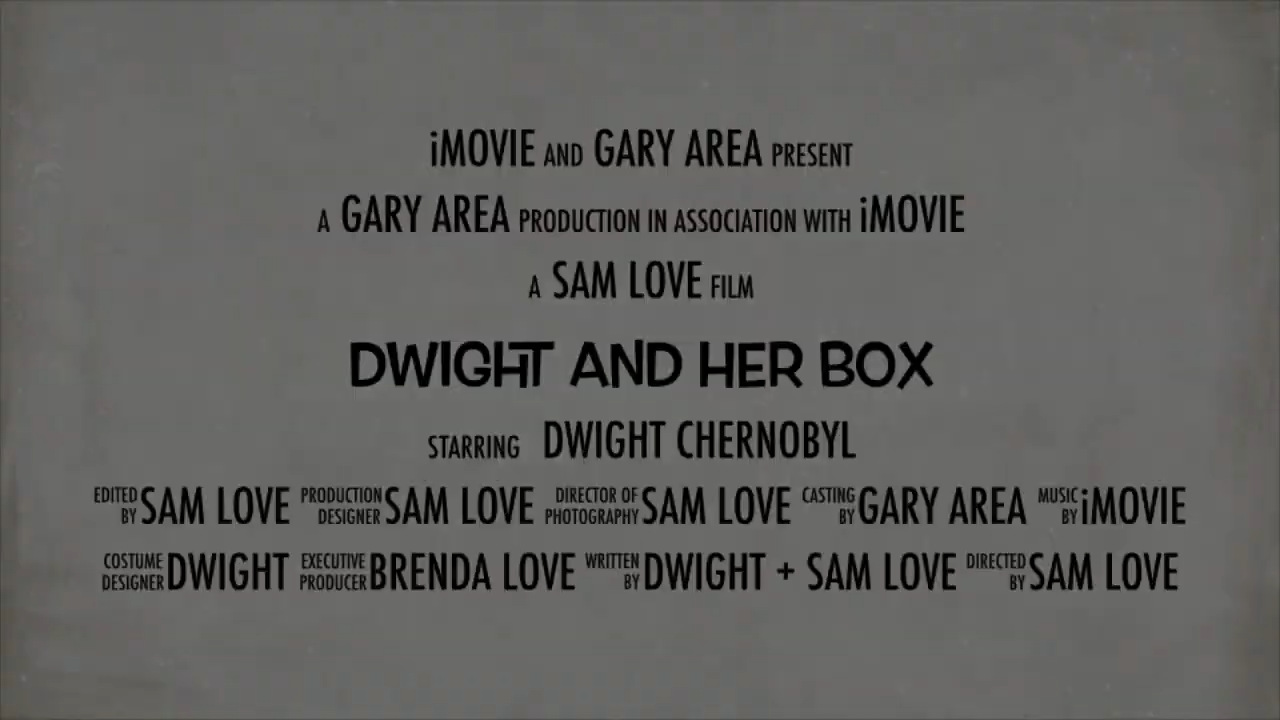 iMOVIE AND GARY AREA PRESENT
A GARY AREA PRODUCTION IN ASSOCIATION WITH iMOVIE
A SAM LOVE FILM
DWIGHT AND HER BOX
STARRING DWIGHT CHERNOBYL
EDITED BY SAM LOVE PRODUCTION DESIGNER SAM LOVE DIRECTOR OF PHOTOGRAPHY SAM LOVE CASTING BY GARY AREA MUSIC BY iMOVIE
COSTUME DESIGNER DWIGHT EXECUTIVE PRODUCER BRENDA LOVE WRITTEN BY DWIGHT + SAM LOVE DIRECTED BY SAM LOVE